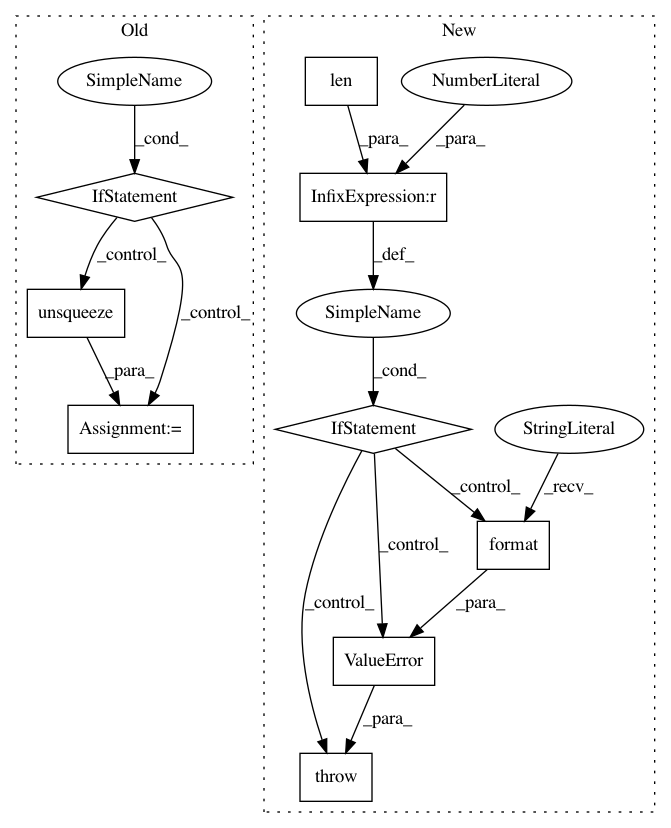 Old
New
SimpleName
len
NumberLiteral
_cond_
_para_
_para_
IfStatement
InfixExpression:r
_control_
_def_
unsqueeze
_control_
SimpleName
_para_
_cond_
Assignment:=
IfStatement
StringLiteral
_control_
_recv_
_control_
format
_control_
_para_
ValueError
_para_
throw